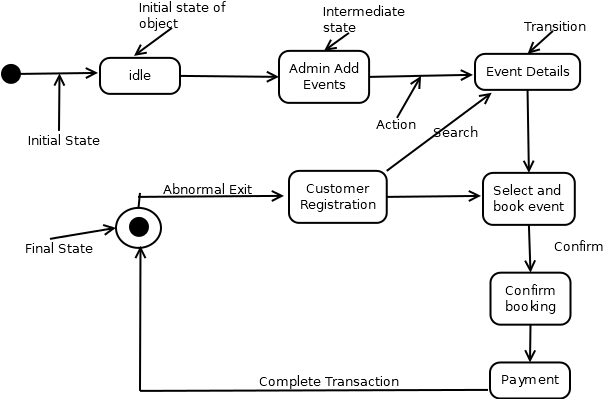 Initial state of
object
Intermediate
state
Transition
idle
Admin Add
Events
Event Details
Initial State
Action
Search
Abnormal Exit
Customer
Registration
Select and
book event
Final State
Confirm
Confirm
booking
Complete Transaction
Payment